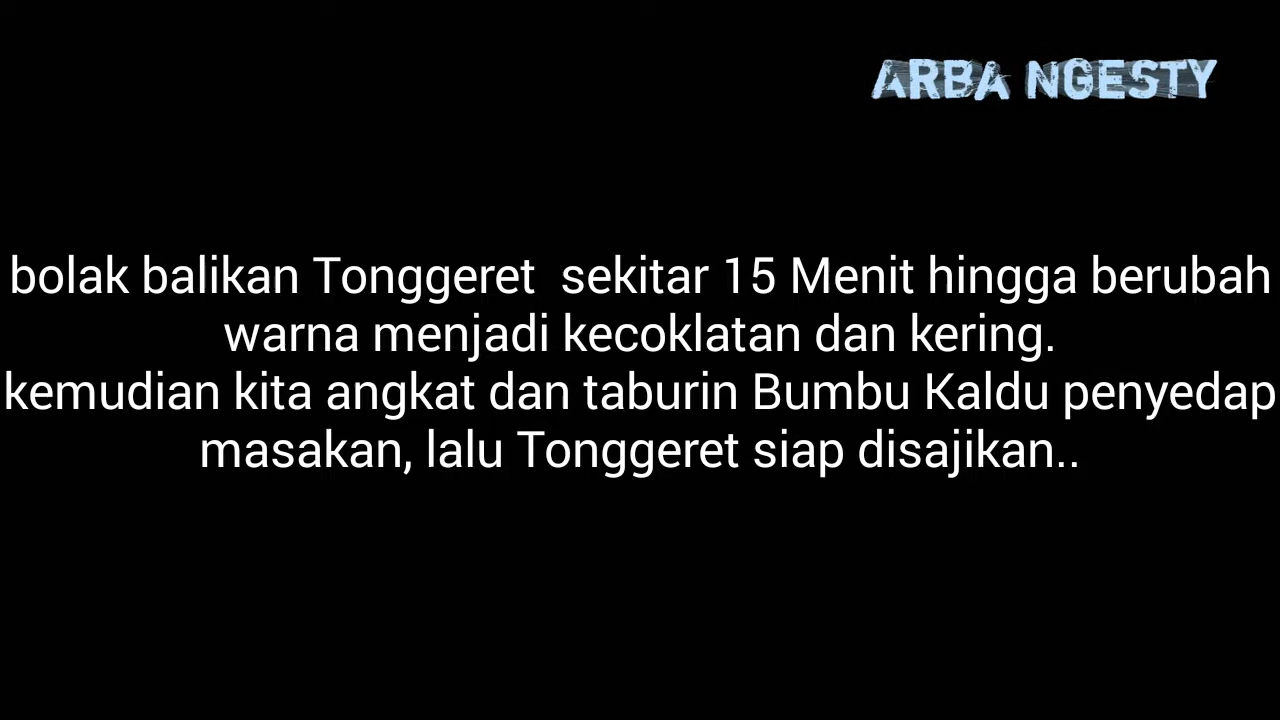 ARBA NGESTY
bolak balikan Tonggeret  sekitar 15 Menit hingga berubah
warna menjadi kecoklatan dan kering.
kemudian kita angkat dan taburin Bumbu Kaldu penyedap
masakan, lalu Tonggeret siap disajikan..